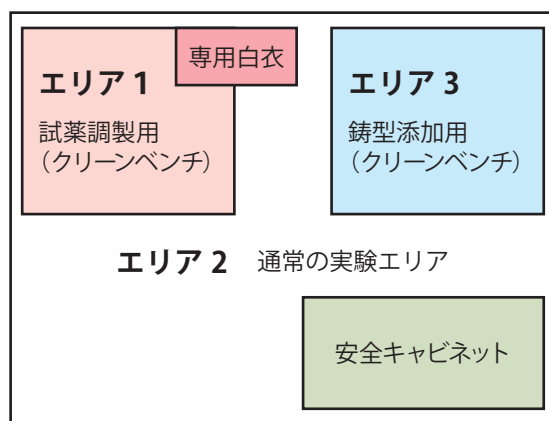 専用白衣
エリア 1
試薬調製用
（クリーンベンチ）
エリア 3
鋳型添加用
（クリーンベンチ）
エリア 2 通常の実験エリア
安全キャビネット